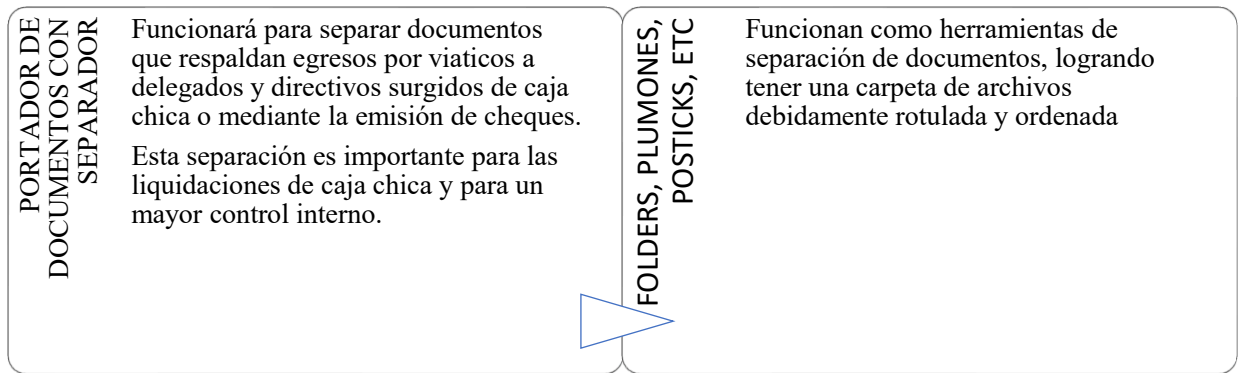 PORTADOR DE
DOCUMENTOS CON
SEPARADOR
Funcionará para separar documentos
que respaldan egresos por viaticos a
delegados y directivos surgidos de caja
chica o mediante la emisión de cheques.
Esta separación es importante para las
liquidaciones de caja chica y para un
mayor control interno.
FOLDERS, PLUMONES,
POSTICKS, ETC
Funcionan como herramientas de
separación de documentos, logrando
tener una carpeta de archivos
debidamente rotulada y ordenada